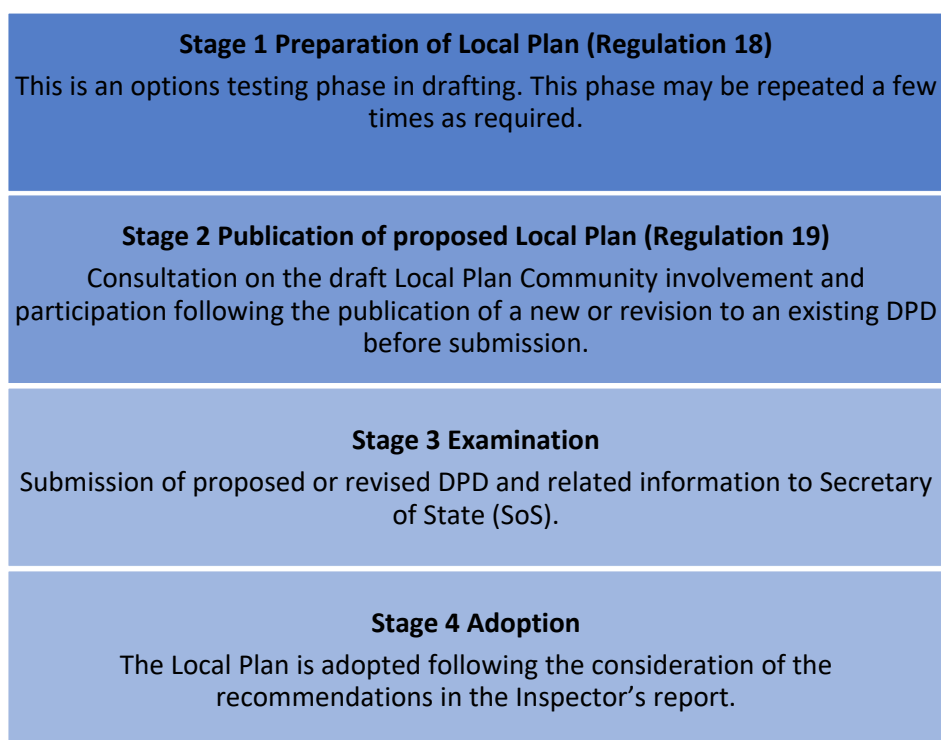 Stage 1 Preparation of Local Plan (Regulation 18)
This is an options testing phase in drafting. This phase may be repeated a few
times as required.
Stage 2 Publication of proposed Local Plan (Regulation 19)
Consultation on the draft Local Plan Community involvement and
participation following the publication of a new or revision to an existing DPD
before submission.
Stage 3 Examination
Submission of proposed or revised DPD and related information to Secretary
of State (SoS).
Stage 4 Adoption
The Local Plan is adopted following the consideration of the
recommendations in the Inspector’s report.